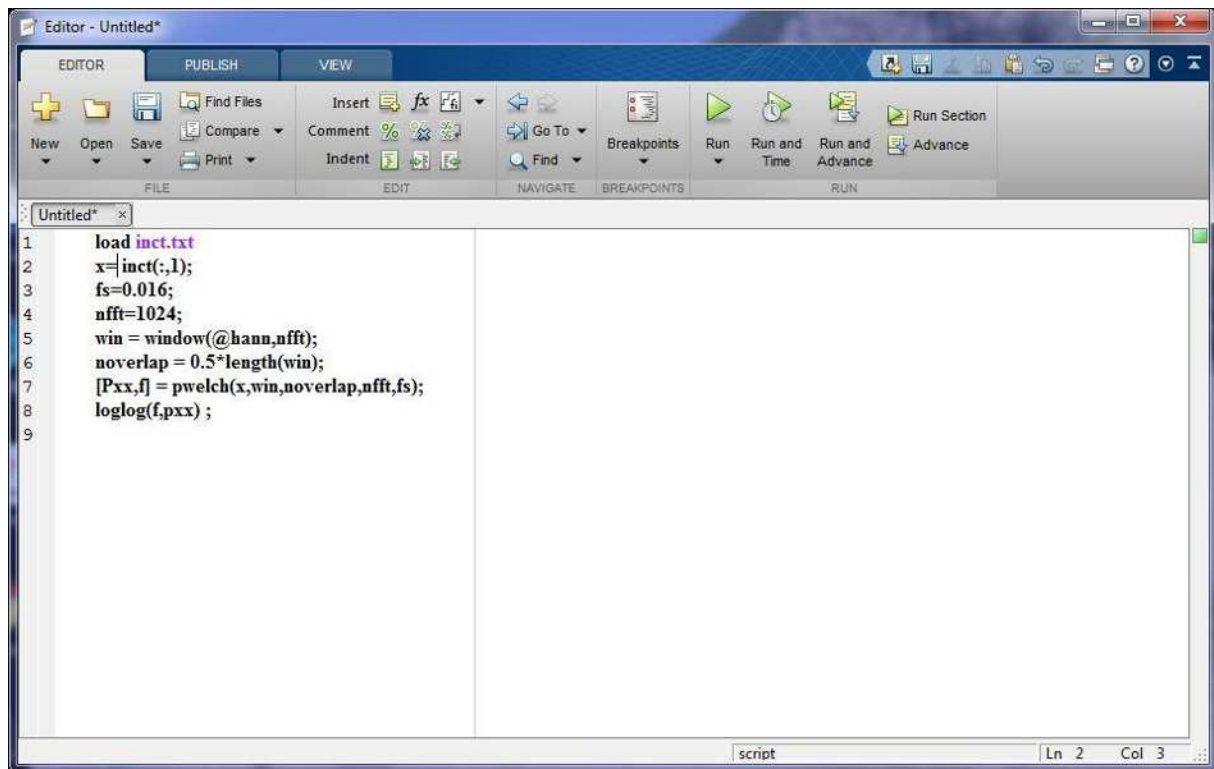 Editor - Untitled*
EDITOR PUBLISH VIEW
New Open Save
Find Files
Compare
Print
FILE
Insert fx
Comment %
Indent
EDIT
Go To
Find
NAVIGATE
Breakpoints
BREAKPOINTS
Run
Run and Time
Run and Advance
Run Section
Advance
RUN
Untitled* ×
1 load inct.txt
2 x= inct(:,1);
3 fs=0.016;
4 nfft=1024;
5 win = window(@hann,nfft);
6 noverlap = 0.5*length(win);
7 [Pxx,f] = pwelch(x,win,noverlap,nfft,fs);
8 loglog(f,pxx) ;
9
script Ln 2 Col 3